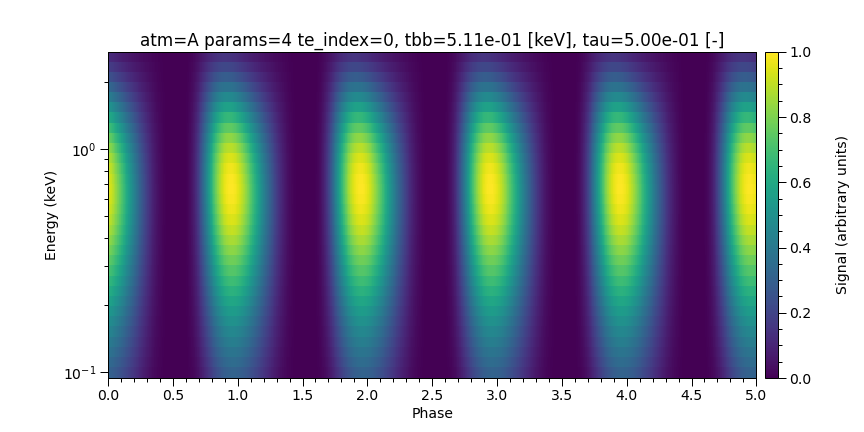 atm=A params=4 te_index=0, tbb=5.11e-01 [keV], tau=5.00e-01 [-]
Energy (keV)
10⁰
10⁻¹
0.0 0.5 1.0 1.5 2.0 2.5 3.0 3.5 4.0 4.5 5.0
Phase
1.0
0.8
0.6
0.4
0.2
0.0
Signal (arbitrary units)